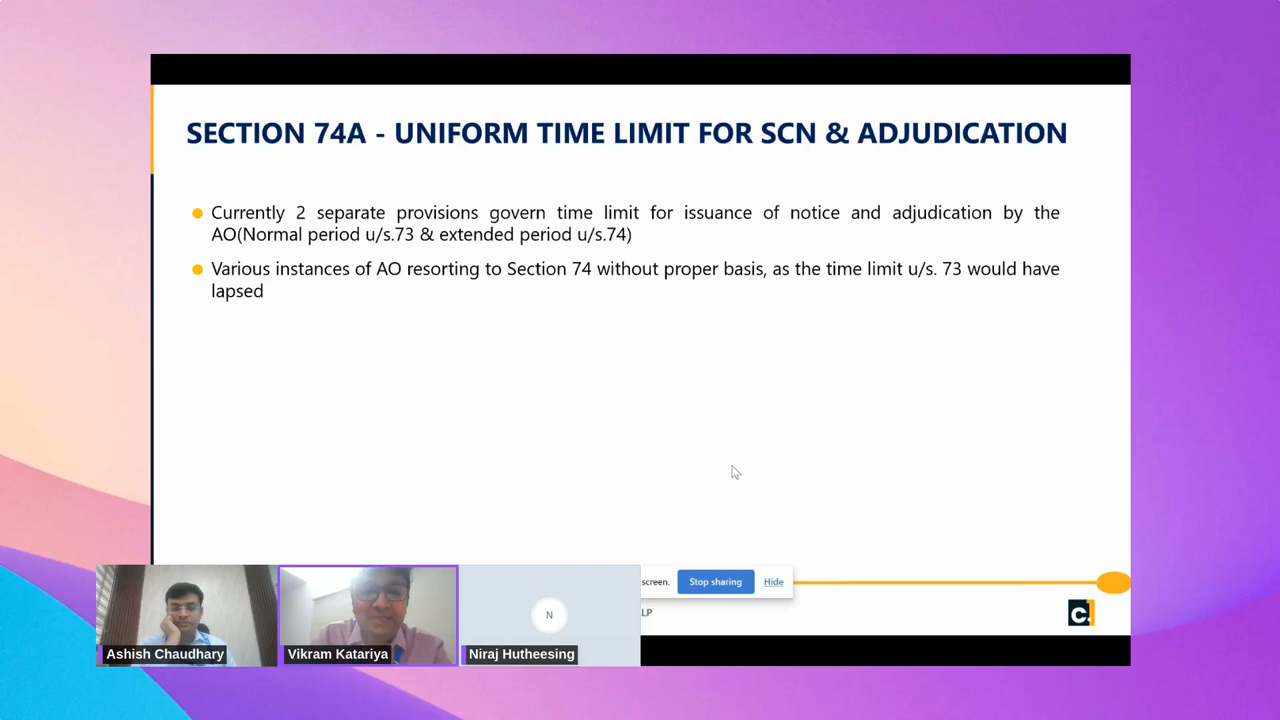 SECTION 74A - UNIFORM TIME LIMIT FOR SCN & ADJUDICATION
Currently 2 separate provisions govern time limit for issuance of notice and adjudication by the
AO(Normal period u/s.73 & extended period u/s.74)
Various instances of AO resorting to Section 74 without proper basis, as the time limit u/s. 73 would have
lapsed
screen. Stop sharing Hide
LP
c.
N
Ashish Chaudhary Vikram Katariya Niraj Hutheesing